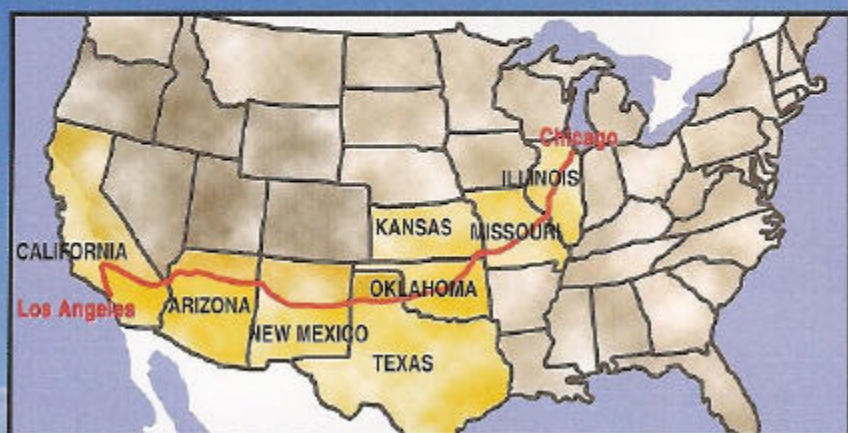 Chicago
ILLINOIS
KANSAS
MISSOURI
CALIFORNIA
OKLAHOMA
Los Angeles
ARIZONA
NEW MEXICO
TEXAS